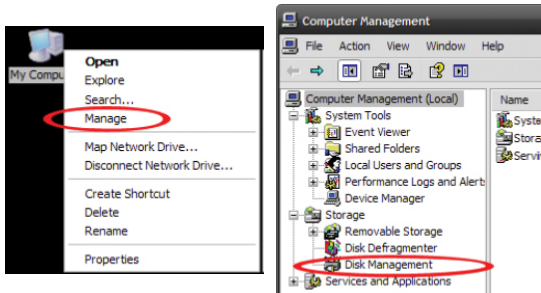 My Compu
Open
Explore
Search...
Manage
Map Network Drive...
Disconnect Network Drive...
Create Shortcut
Delete
Rename
Properties
Computer Management
File Action View Window Help
Computer Management (Local)
System Tools
Event Viewer
Shared Folders
Local Users and Groups
Performance Logs and Alert
Device Manager
Storage
Removable Storage
Disk Defragmenter
Disk Management
Services and Applications
Name
Syste
Stora
Servi